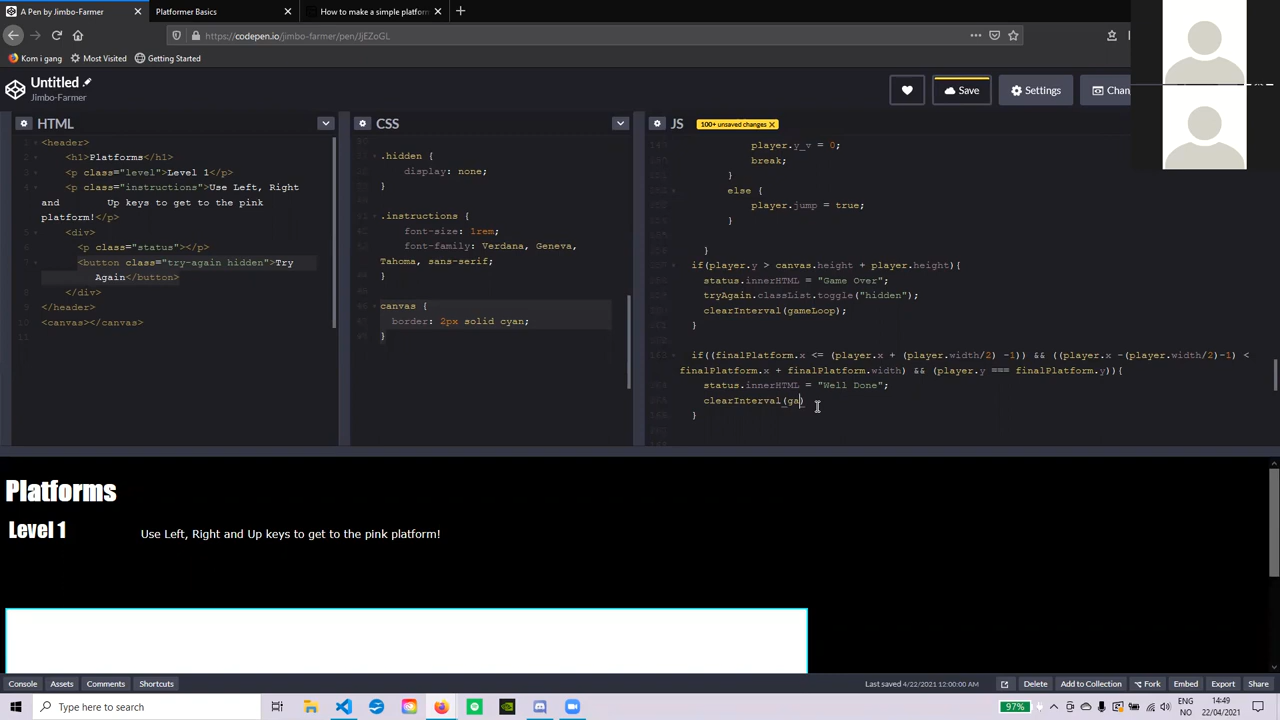 A Pen by Jimbo-Farmer
Platformer Basics
How to make a simple platform
https://codepen.io/jimbo-farmer/pen/JjEZoGL
Kom i gang
Most Visited
Getting Started
Untitled
Jimbo-Farmer
Save
Settings
Chan
HTML
<header>
<h1>Platforms</h1>
<p class="level">Level 1</p>
<p class="instructions">Use Left, Right
and Up keys to get to the pink
platform!</p>
<div>
<p class="status"></p>
<button class="try-again hidden">Try
Again</button>
</div>
</header>
<canvas></canvas>
CSS
.hidden {
display: none;
}
.instructions {
font-size: 1rem;
font-family: Verdana, Geneva,
Tahoma, sans-serif;
}
canvas {
border: 2px solid cyan;
}
JS
100+ unsaved changes X
player.y_v = 0;
break;
}
else {
player.jump = true;
}
}
if(player.y > canvas.height + player.height){
status.innerHTML = "Game Over";
tryAgain.classList.toggle("hidden");
clearInterval(gameLoop);
}
if((finalPlatform.x <= (player.x + (player.width/2) -1)) && ((player.x -(player.width/2)-1) <
finalPlatform.x + finalPlatform.width) && (player.y === finalPlatform.y)){
status.innerHTML = "Well Done";
clearInterval(ga)
}
Platforms
Level 1
Use Left, Right and Up keys to get to the pink platform!
Console
Assets
Comments
Shortcuts
Last saved 4/22/2021 12:00:00 AM
Delete
Add to Collection
Fork
Embed
Export
Share
Type here to search
97%
ENG
NO
14:49
22/04/2021